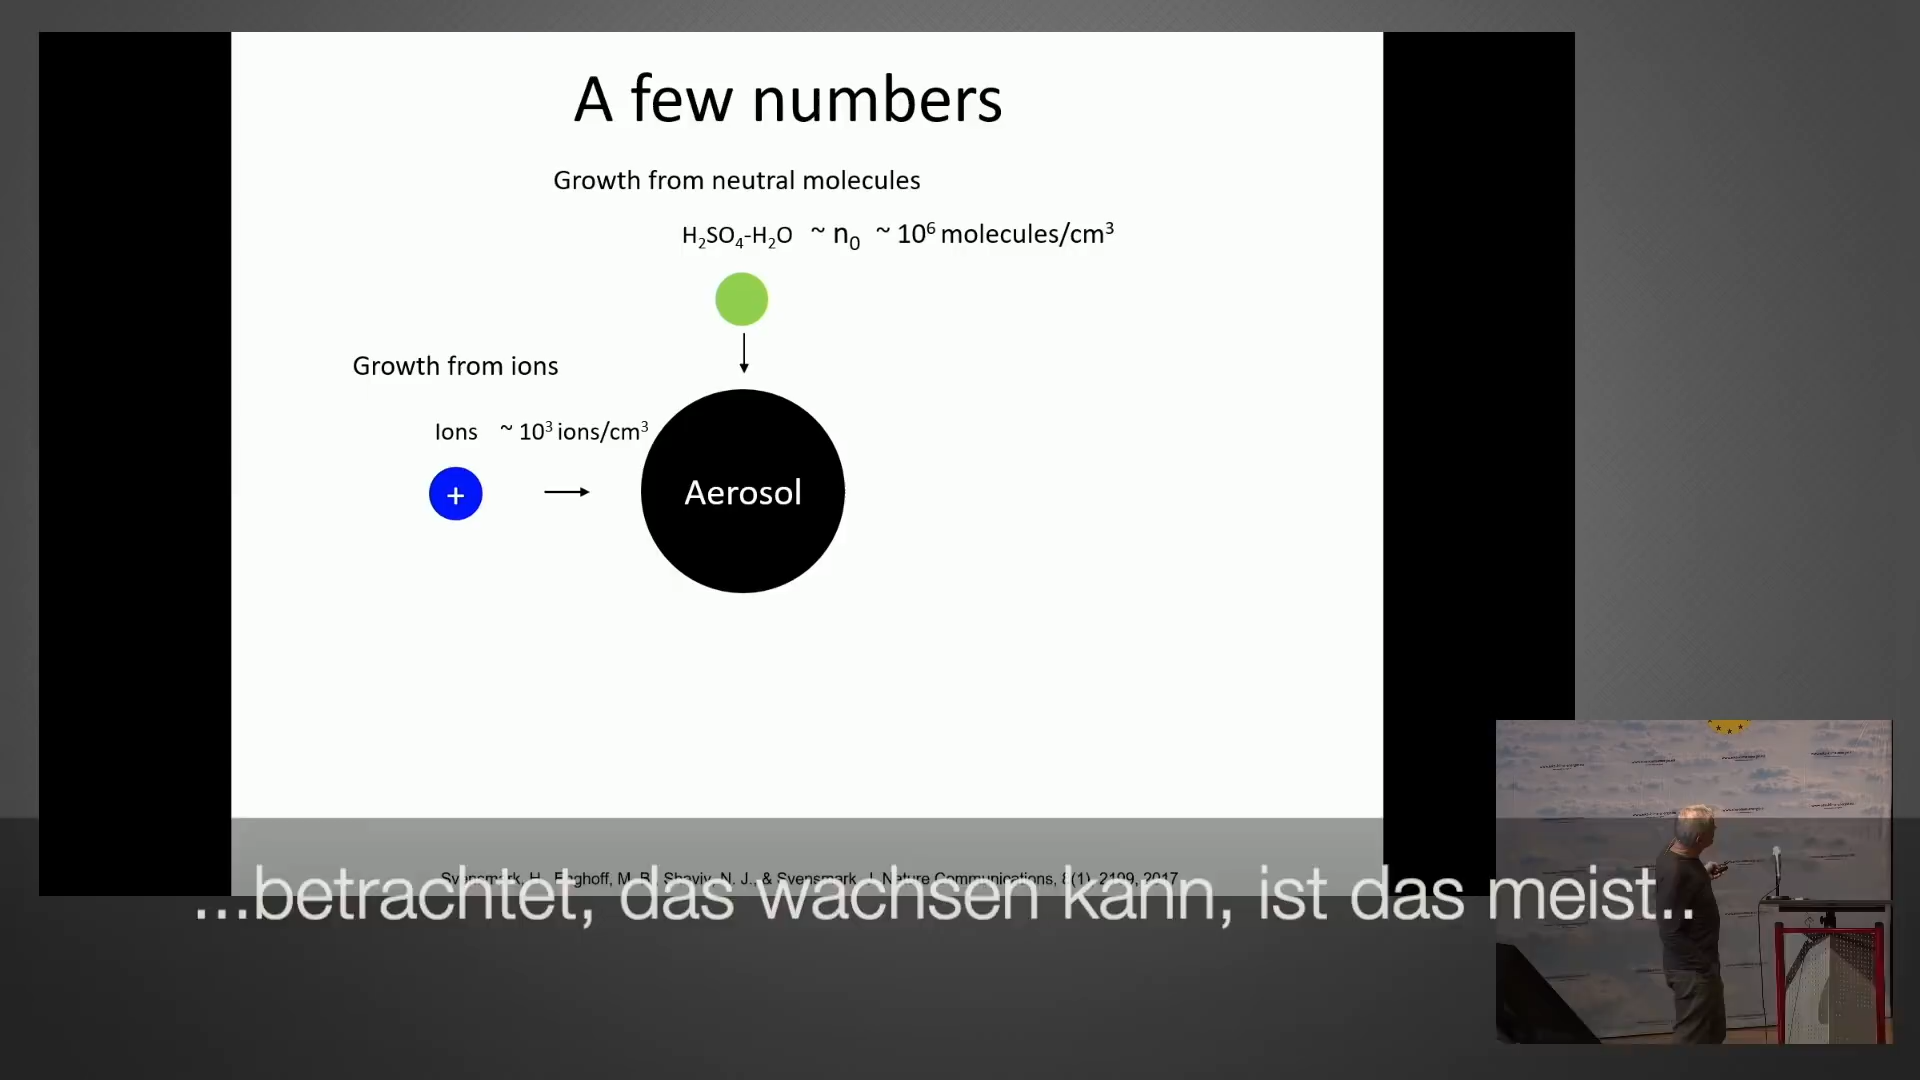 A few numbers
Growth from neutral molecules
H₂SO₄-H₂O ~ n₀ ~ 10⁶ molecules/cm³
Growth from ions
Ions ~ 10³ ions/cm³
+
Aerosol
Svensmark, H., Enghoff, M. B., Shaviv, N. J., & Svensmark, J. Nature Communications, 8(1), 2199, 2017
...betrachtet, das wachsen kann, ist das meist..